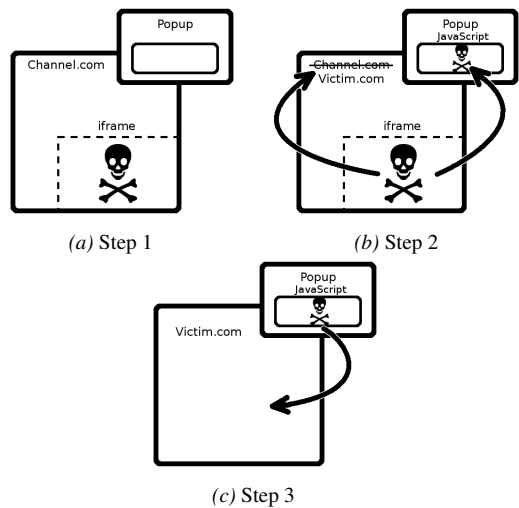 Popup
Channel.com
iframe
(a) Step 1
Popup
JavaScript
Channel.com
Victim.com
iframe
(b) Step 2
Popup
JavaScript
Victim.com
(c) Step 3